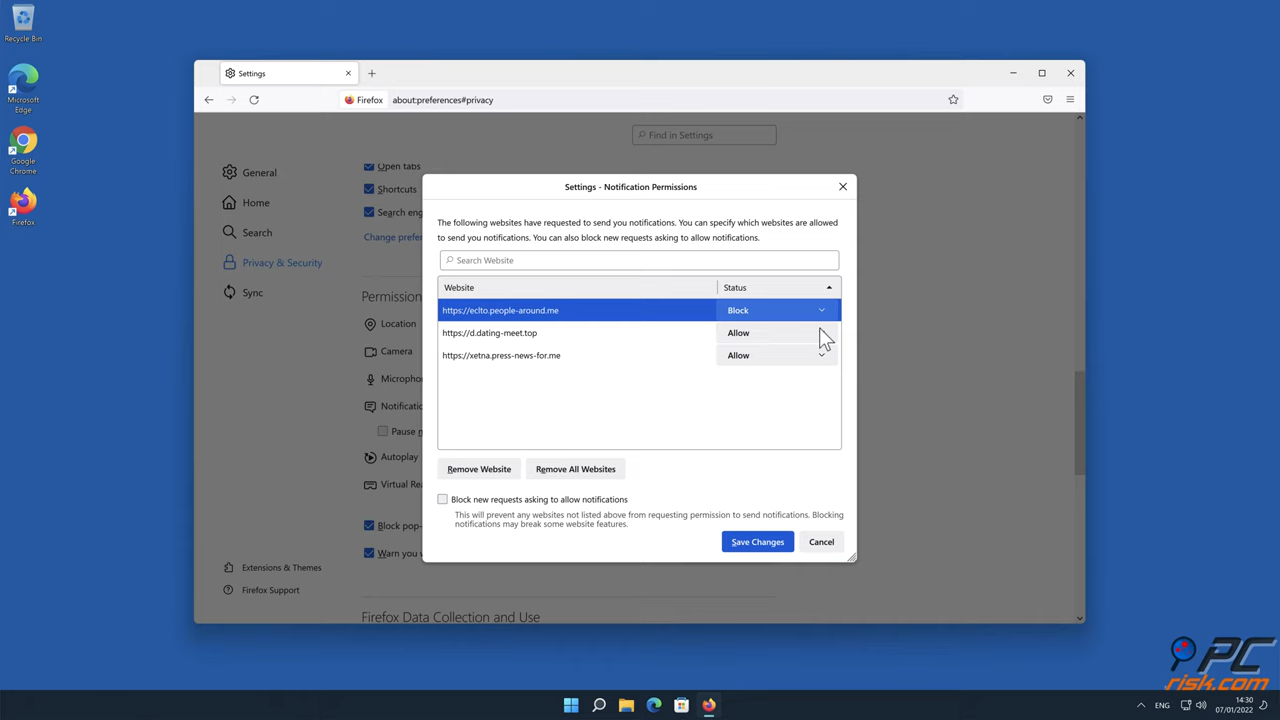 Recycle Bin
Microsoft
Edge
Google
Chrome
Firefox
Settings
Firefox about:preferences#privacy
Find in Settings
General
Home
Search
Privacy & Security
Sync
Extensions & Themes
Firefox Support
Open tabs
Shortcuts
Search eng
Change prefer
Permission
Location
Camera
Microphon
Notificatio
Pause n
Autoplay
Virtual Rea
Block pop-
Warn you w
Firefox Data Collection and Use
Settings - Notification Permissions
The following websites have requested to send you notifications. You can specify which websites are allowed
to send you notifications. You can also block new requests asking to allow notifications.
Search Website
Website Status
https://eclto.people-around.me Block
https://d.dating-meet.top Allow
https://xetna.press-news-for.me Allow
Remove Website Remove All Websites
Block new requests asking to allow notifications
This will prevent any websites not listed above from requesting permission to send notifications. Blocking
notifications may break some website features.
Save Changes Cancel
PC
risk.com
ENG
14:30
07/01/2022